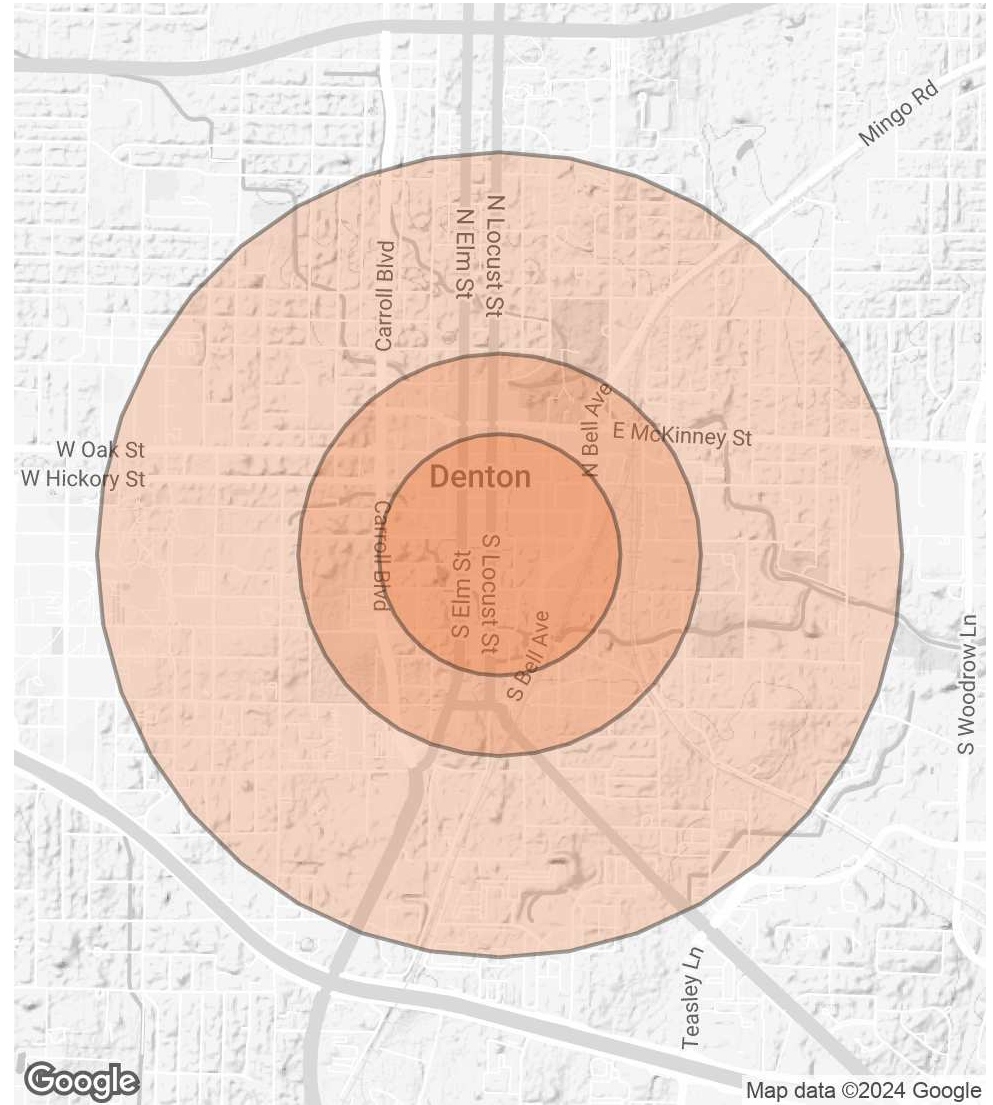 Mingo Rd
N Locust St
N Elm St
Carroll Blvd
N Bell Ave
E McKinney St
W Oak St
W Hickory St
Denton
Carroll Blvd
S Locust St
S Elm St
S Bell Ave
S Woodrow Ln
Teasley Ln
Google
Map data ©2024 Google